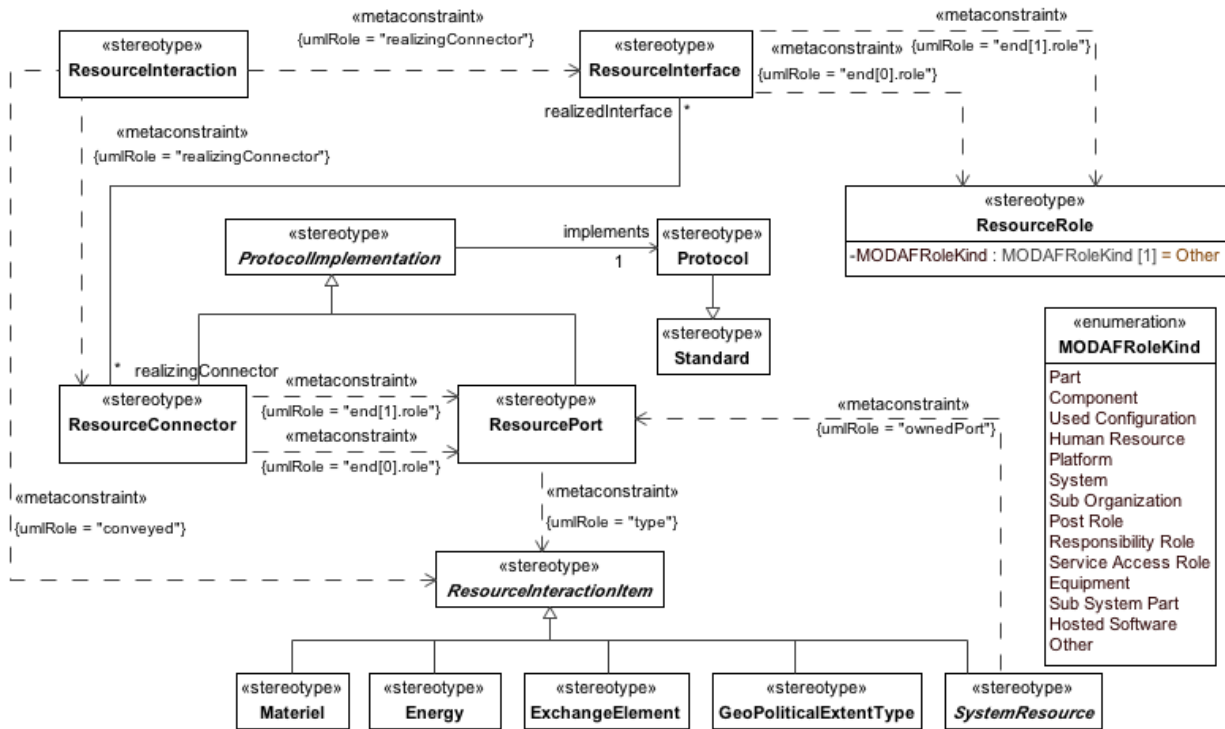 «metaconstraint»
{umlRole = "realizingConnector"}
«stereotype»
ResourceInteraction
«stereotype»
ResourceInterface
«metaconstraint»
{umlRole = "end[1].role"}
«metaconstraint»
{umlRole = "end[0].role"}
realizedInterface *
«metaconstraint»
{umlRole = "realizingConnector"}
«stereotype»
ResourceRole
-MODAFRoleKind : MODAFRoleKind [1] = Other
«stereotype»
ProtocolImplementation
implements
1
«stereotype»
Protocol
«stereotype»
Standard
«enumeration»
MODAFRoleKind
Part
Component
Used Configuration
Human Resource
Platform
System
Sub Organization
Post Role
Responsibility Role
Service Access Role
Equipment
Sub System Part
Hosted Software
Other
* realizingConnector
«stereotype»
ResourceConnector
«metaconstraint»
{umlRole = "end[1].role"}
«metaconstraint»
{umlRole = "end[0].role"}
«stereotype»
ResourcePort
«metaconstraint»
{umlRole = "ownedPort"}
«metaconstraint»
{umlRole = "conveyed"}
«metaconstraint»
{umlRole = "type"}
«stereotype»
ResourceInteractionItem
«stereotype»
Materiel
«stereotype»
Energy
«stereotype»
ExchangeElement
«stereotype»
GeoPoliticalExtentType
«stereotype»
SystemResource